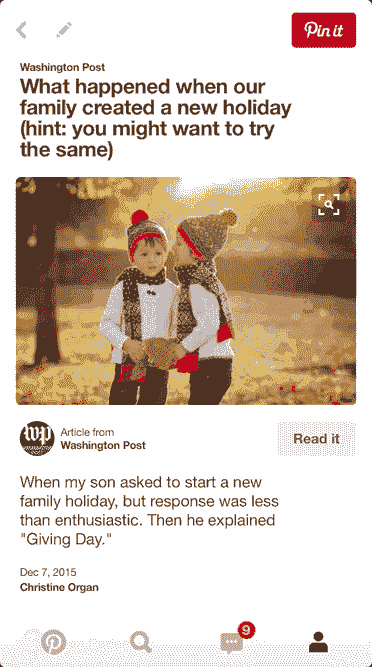 Pin it
Washington Post
What happened when our
family created a new holiday
(hint: you might want to try
the same)
wp
Article from
Washington Post
Read it
When my son asked to start a new
family holiday, but response was less
than enthusiastic. Then he explained
"Giving Day."
Dec 7, 2015
Christine Organ
9